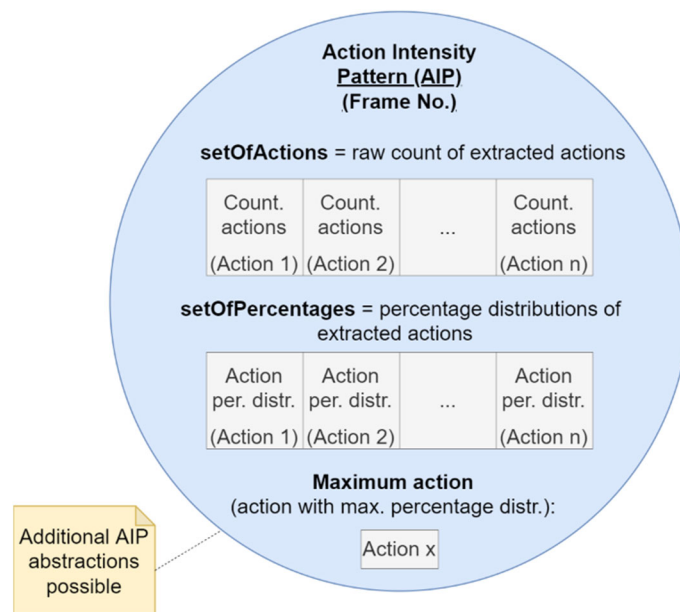 Action Intensity
Pattern (AIP)
(Frame No.)
setOfActions = raw count of extracted actions
Count. actions (Action 1)
Count. actions (Action 2)
...
Count. actions (Action n)
setOfPercentages = percentage distributions of
extracted actions
Action per. distr. (Action 1)
Action per. distr. (Action 2)
...
Action per. distr. (Action n)
Maximum action
(action with max. percentage distr.):
Action x
Additional AIP
abstractions
possible